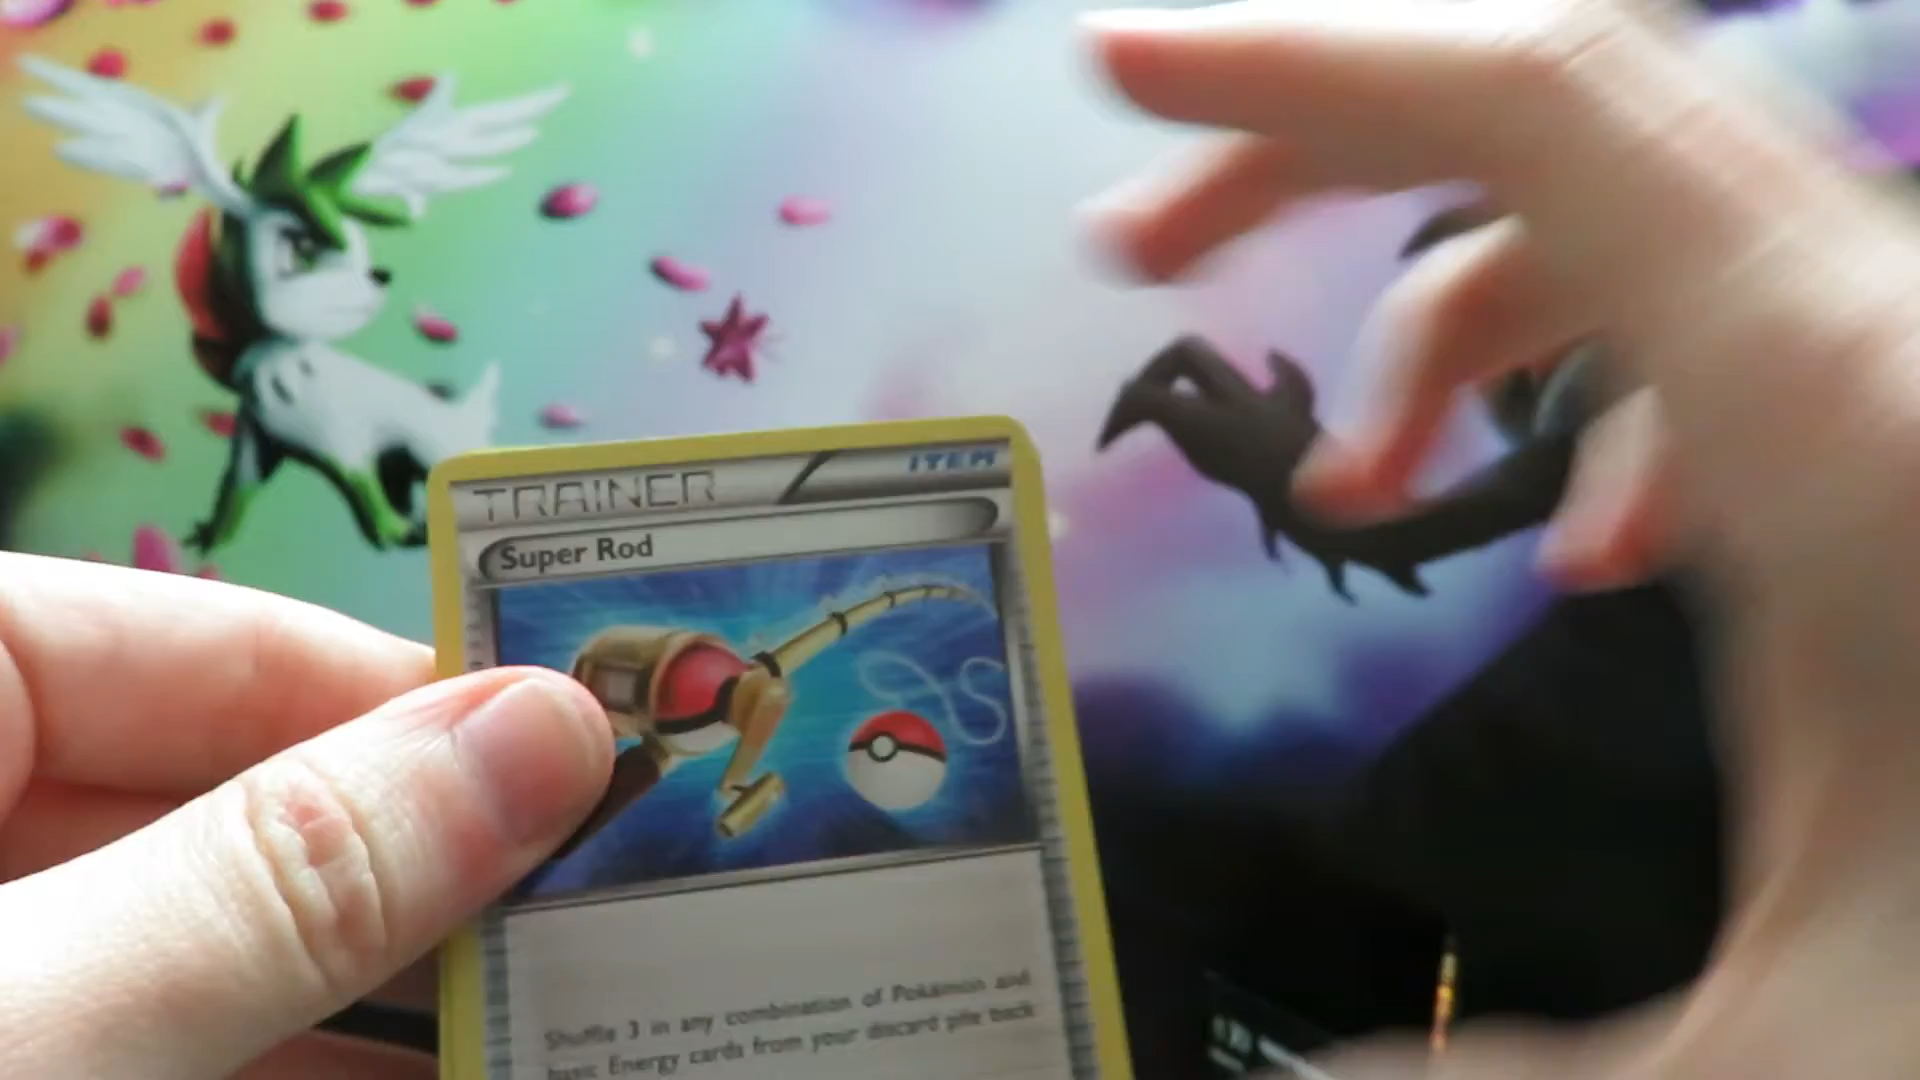 TRAINER
ITEM
Super Rod
Shuffle 3 in any combination of Pokémon and
basic Energy cards from your discard pile back